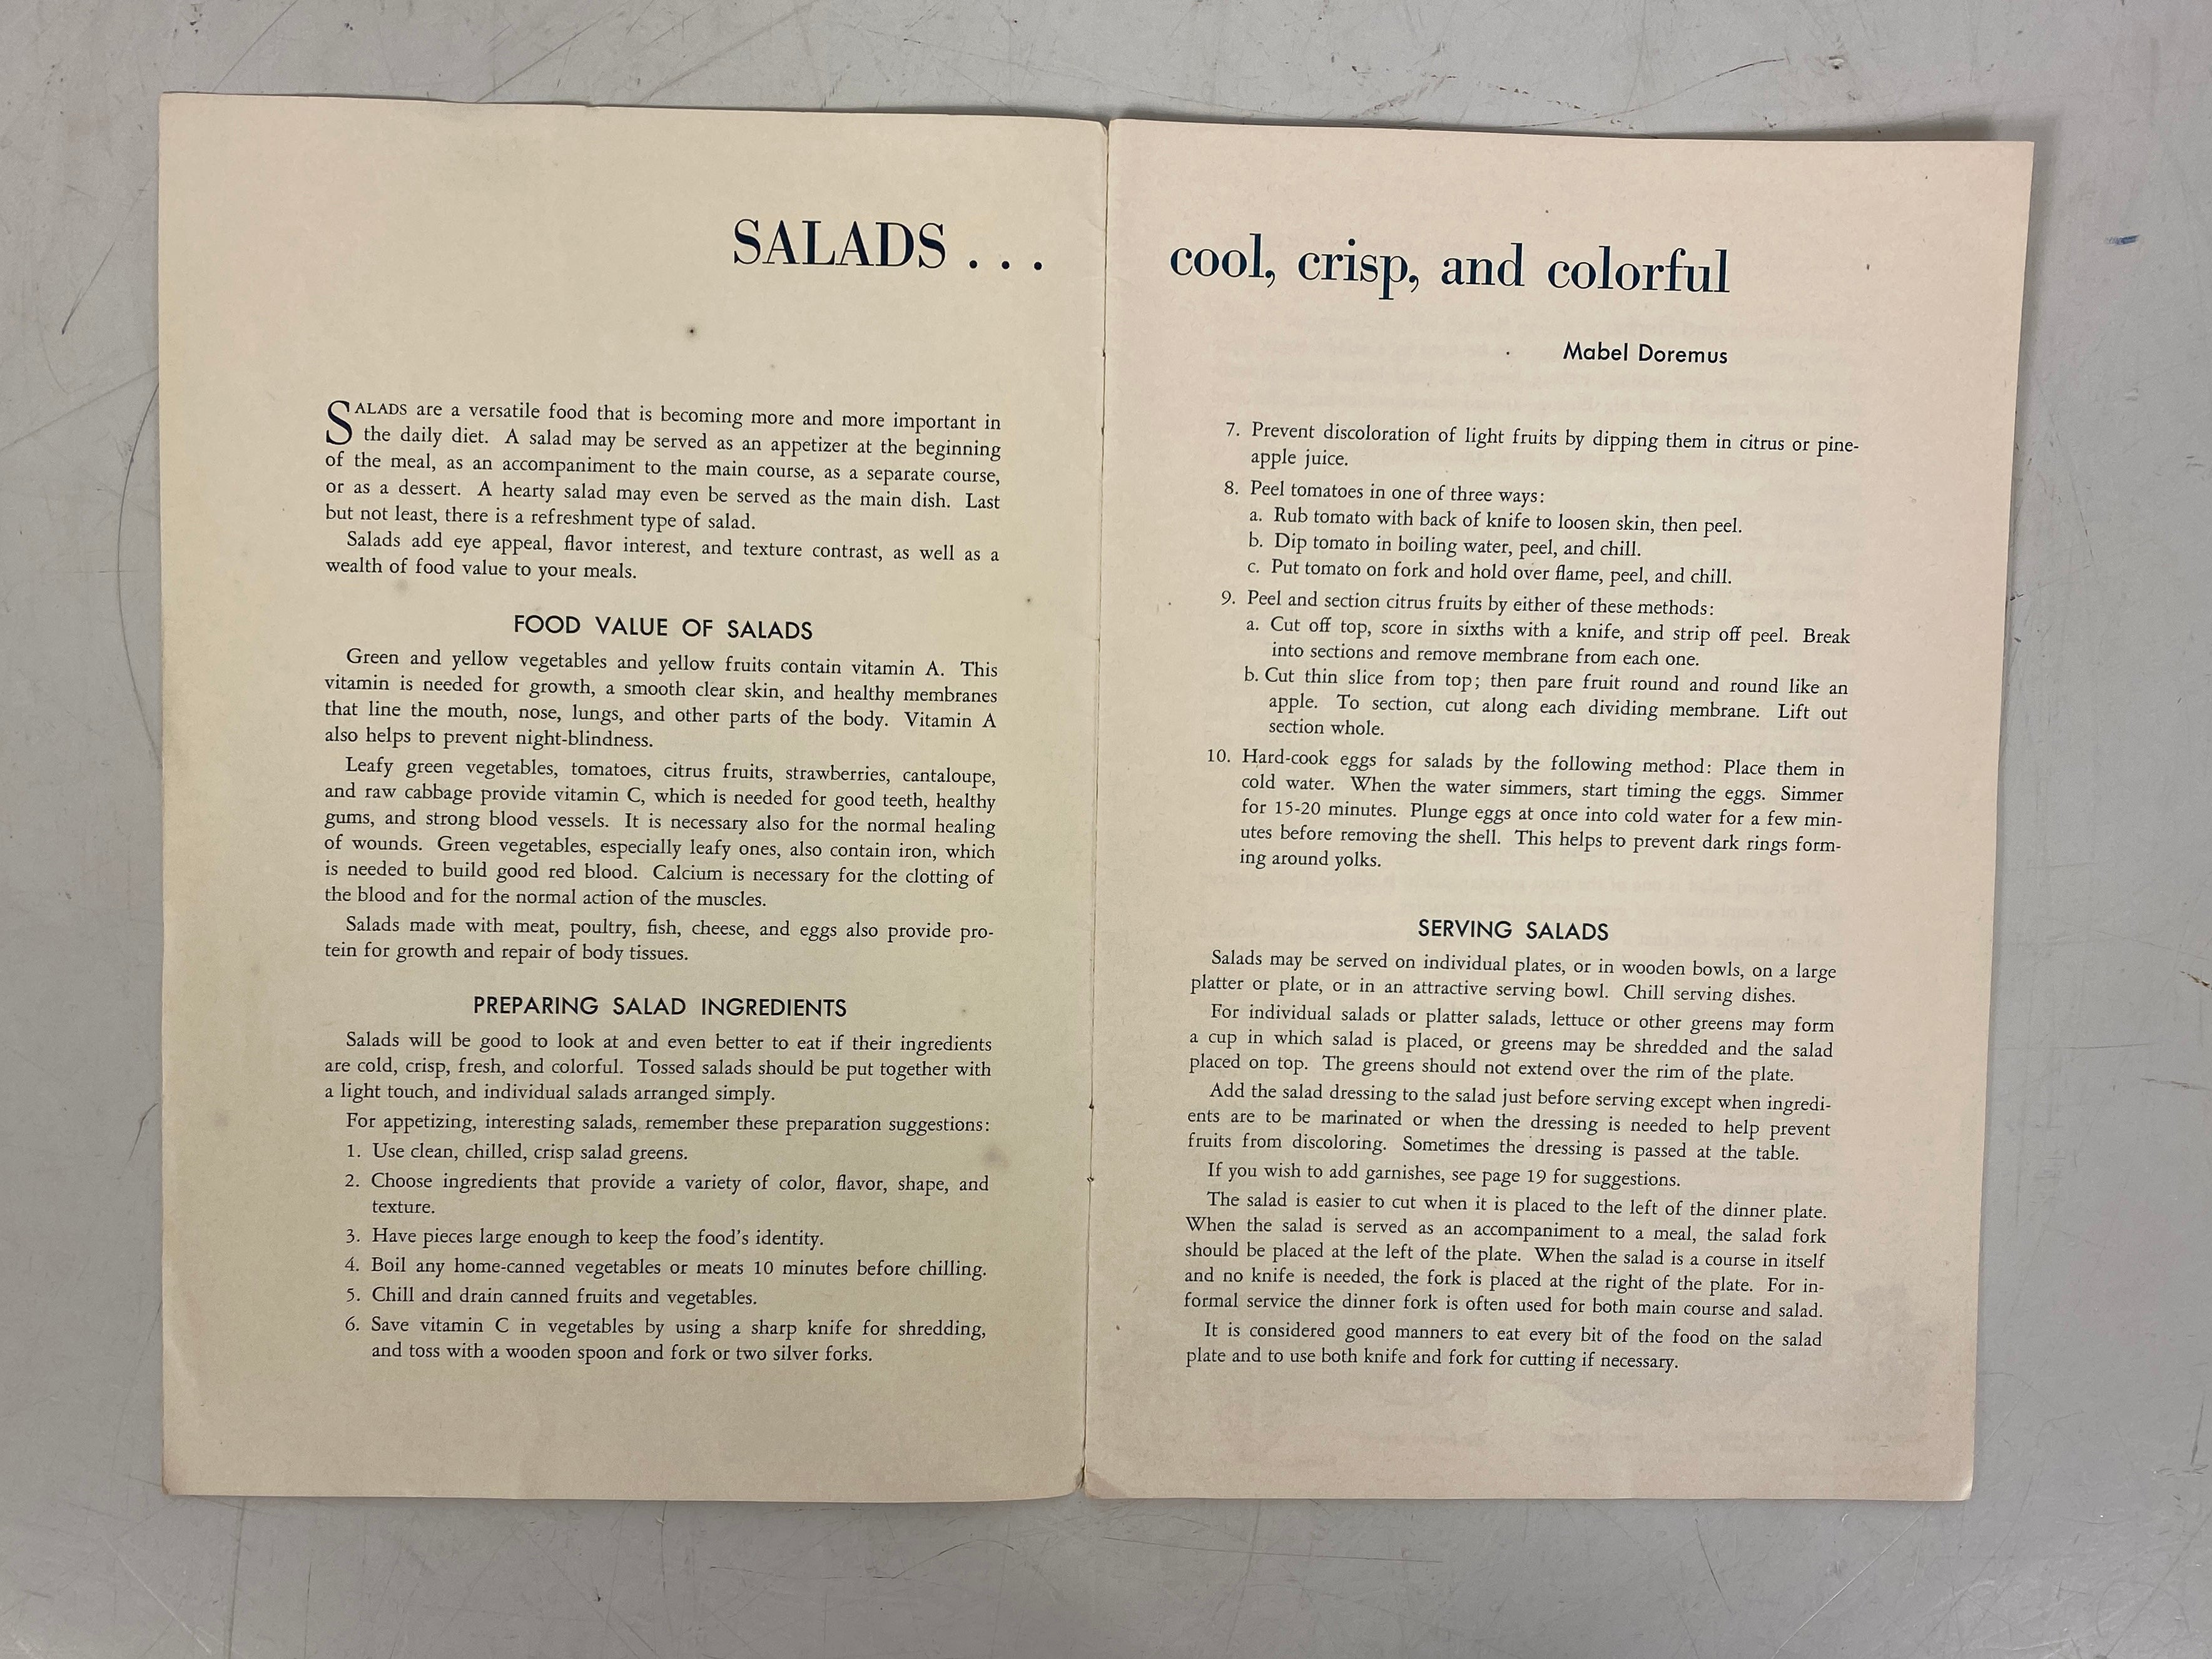 SALADS . . .
SALADS are a versatile food that is becoming more and more important in
the daily diet. A salad may be served as an appetizer at the beginning
of the meal, as an accompaniment to the main course, as a separate course,
or as a dessert. A hearty salad may even be served as the main dish. Last
but not least, there is a refreshment type of salad.
Salads add eye appeal, flavor interest, and texture contrast, as well as a
wealth of food value to your meals.
FOOD VALUE OF SALADS
Green and yellow vegetables and yellow fruits contain vitamin A. This
vitamin is needed for growth, a smooth clear skin, and healthy membranes
that line the mouth, nose, lungs, and other parts of the body. Vitamin A
also helps to prevent night-blindness.
Leafy green vegetables, tomatoes, citrus fruits, strawberries, cantaloupe,
and raw cabbage provide vitamin C, which is needed for good teeth, healthy
gums, and strong blood vessels. It is necessary also for the normal healing
of wounds. Green vegetables, especially leafy ones, also contain iron, which
is needed to build good red blood. Calcium is necessary for the clotting of
the blood and for the normal action of the muscles.
Salads made with meat, poultry, fish, cheese, and eggs also provide pro-
tein for growth and repair of body tissues.
PREPARING SALAD INGREDIENTS
Salads will be good to look at and even better to eat if their ingredients
are cold, crisp, fresh, and colorful. Tossed salads should be put together with
a light touch, and individual salads arranged simply.
For appetizing, interesting salads, remember these preparation suggestions:
1. Use clean, chilled, crisp salad greens.
2. Choose ingredients that provide a variety of color, flavor, shape, and
texture.
3. Have pieces large enough to keep the food's identity.
4. Boil any home-canned vegetables or meats 10 minutes before chilling.
5. Chill and drain canned fruits and vegetables.
6. Save vitamin C in vegetables by using a sharp knife for shredding,
and toss with a wooden spoon and fork or two silver forks.
cool, crisp, and colorful
Mabel Doremus
7. Prevent discoloration of light fruits by dipping them in citrus or pine-
apple juice.
8. Peel tomatoes in one of three ways:
a. Rub tomato with back of knife to loosen skin, then peel.
b. Dip tomato in boiling water, peel, and chill.
c. Put tomato on fork and hold over flame, peel, and chill.
9. Peel and section citrus fruits by either of these methods:
a. Cut off top, score in sixths with a knife, and strip off peel. Break
into sections and remove membrane from each one.
b. Cut thin slice from top; then pare fruit round and round like an
apple. To section, cut along each dividing membrane. Lift out
section whole.
10. Hard-cook eggs for salads by the following method: Place them in
cold water. When the water simmers, start timing the eggs. Simmer
for 15-20 minutes. Plunge eggs at once into cold water for a few min-
utes before removing the shell. This helps to prevent dark rings form-
ing around yolks.
SERVING SALADS
Salads may be served on individual plates, or in wooden bowls, on a large
platter or plate, or in an attractive serving bowl. Chill serving dishes.
For individual salads or platter salads, lettuce or other greens may form
a cup in which salad is placed, or greens may be shredded and the salad
placed on top. The greens should not extend over the rim of the plate.
Add the salad dressing to the salad just before serving except when ingredi-
ents are to be marinated or when the dressing is needed to help prevent
fruits from discoloring. Sometimes the dressing is passed at the table.
If you wish to add garnishes, see page 19 for suggestions.
The salad is easier to cut when it is placed to the left of the dinner plate.
When the salad is served as an accompaniment to a meal, the salad fork
should be placed at the left of the plate. When the salad is a course in itself
and no knife is needed, the fork is placed at the right of the plate. For in-
formal service the dinner fork is often used for both main course and salad.
It is considered good manners to eat every bit of the food on the salad
plate and to use both knife and fork for cutting if necessary.